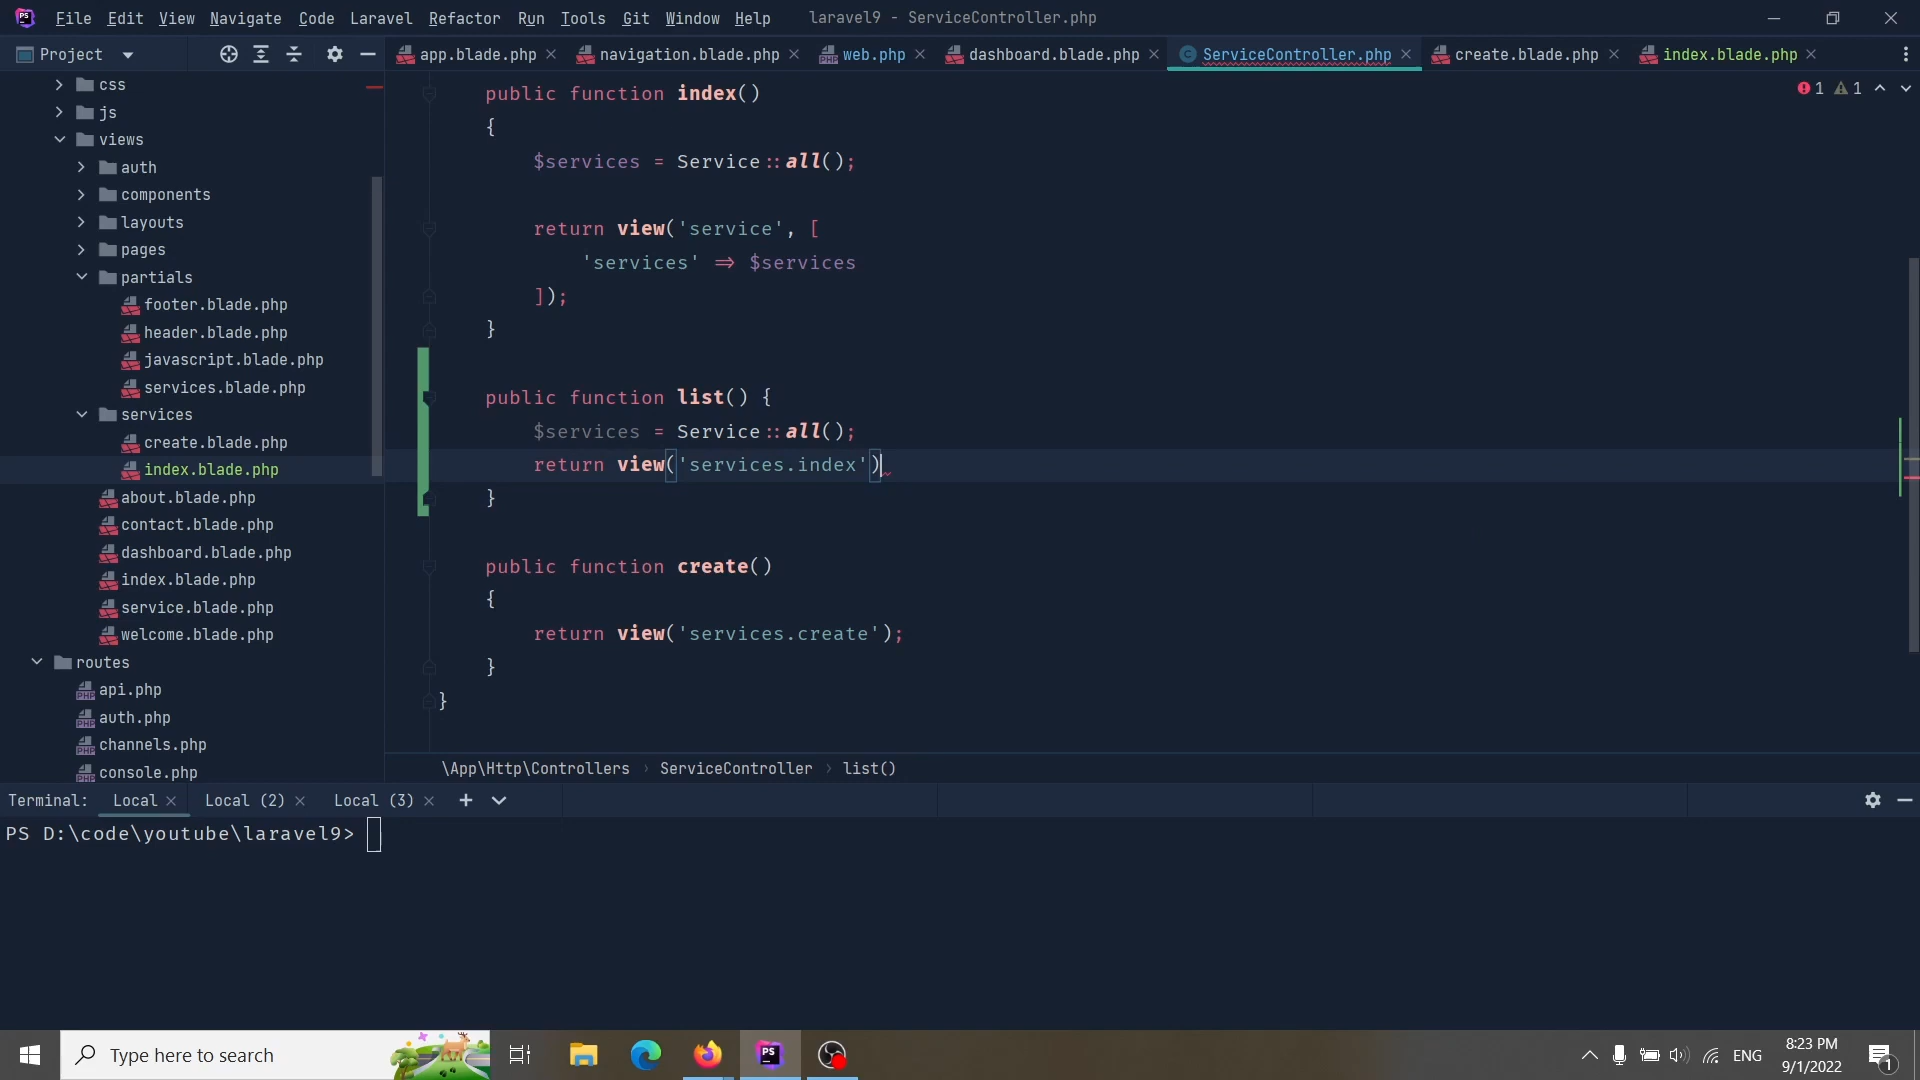 File Edit View Navigate Code Laravel Refactor Run Tools Git Window Help laravel9 - ServiceController.php
Project
app.blade.php navigation.blade.php web.php dashboard.blade.php ServiceController.php create.blade.php index.blade.php
1 1
css
js
views
auth
components
layouts
pages
partials
footer.blade.php
header.blade.php
javascript.blade.php
services.blade.php
services
create.blade.php
index.blade.php
about.blade.php
contact.blade.php
dashboard.blade.php
index.blade.php
service.blade.php
welcome.blade.php
routes
api.php
auth.php
channels.php
console.php
public function index()
{
$services = Service::all();
return view('service', [
'services' => $services
]);
}
public function list() {
$services = Service::all();
return view('services.index')
}
public function create()
{
return view('services.create');
}
}
\App\Http\Controllers › ServiceController › list()
Terminal: Local Local (2) Local (3)
PS D:\code\youtube\laravel9>
Type here to search
ENG
8:23 PM
9/1/2022
1